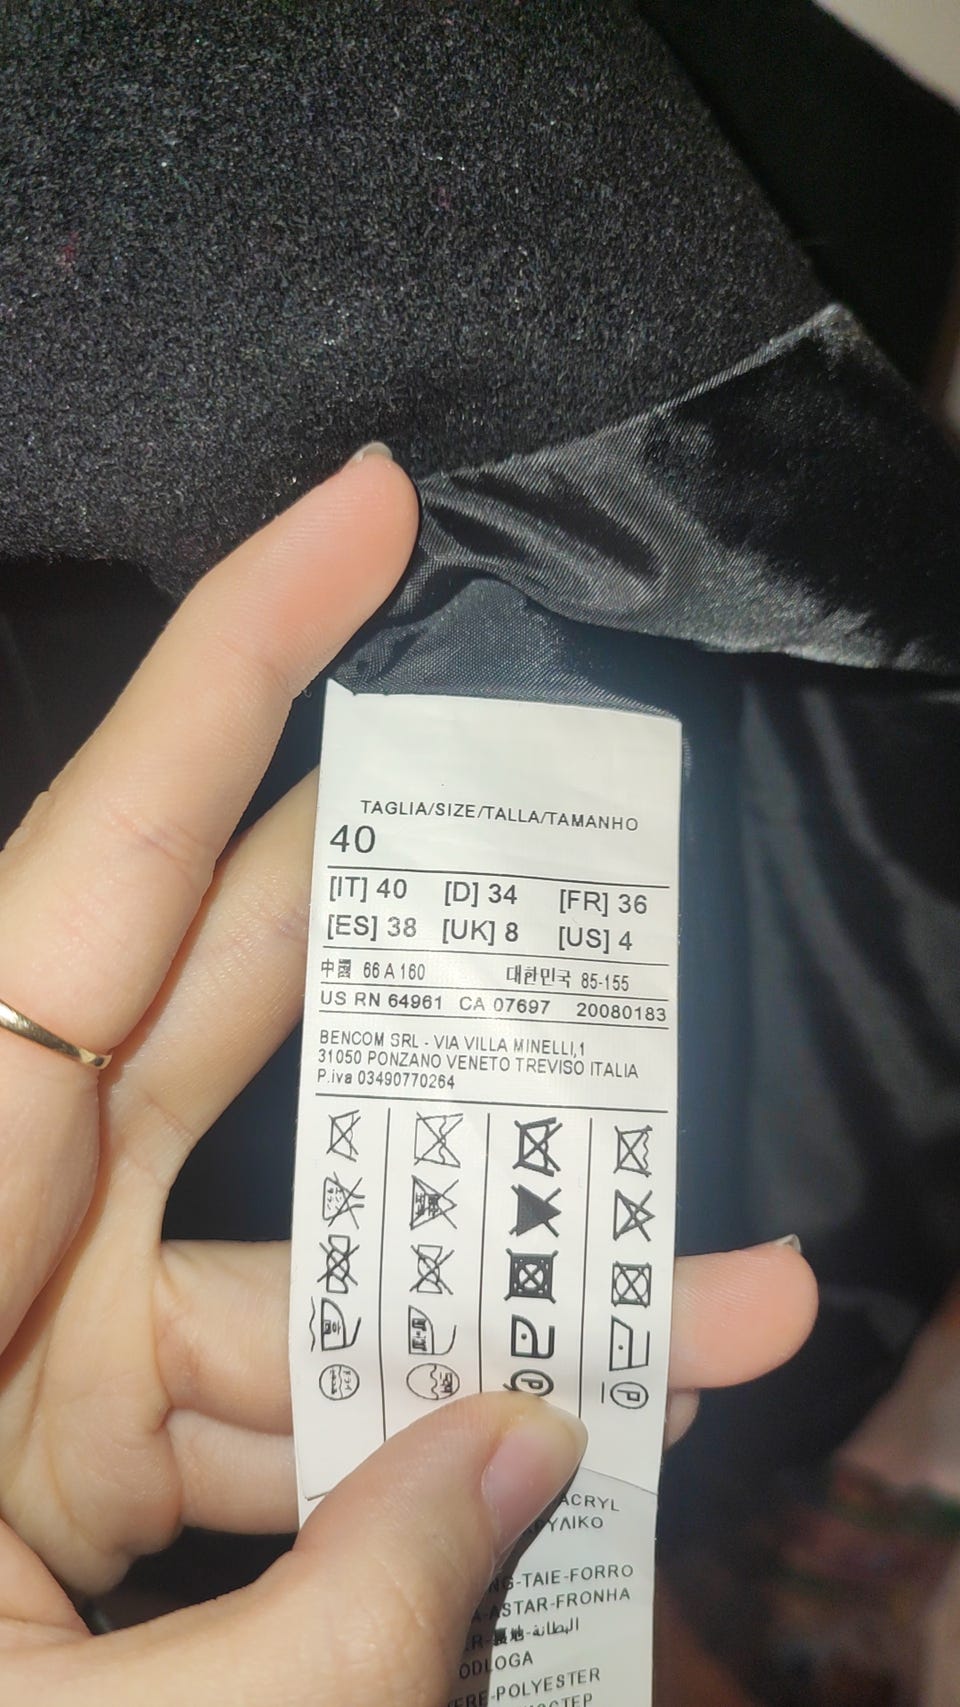 TAGLIA/SIZE/TALLA/TAMANHO
40
[IT] 40 [D] 34 [FR] 36
[ES] 38 [UK] 8 [US] 4
中國 66 A 160 대한민국 85-155
US RN 64961 CA 07697 20080183
BENCOM SRL - VIA VILLA MINELLI,1
31050 PONZANO VENETO TREVISO ITALIA
P.iva 03490770264
P P
ACRYL
-TAIE-FORRO
-ASTAR-FRONHA
裏地-البطانة
-POLYESTER